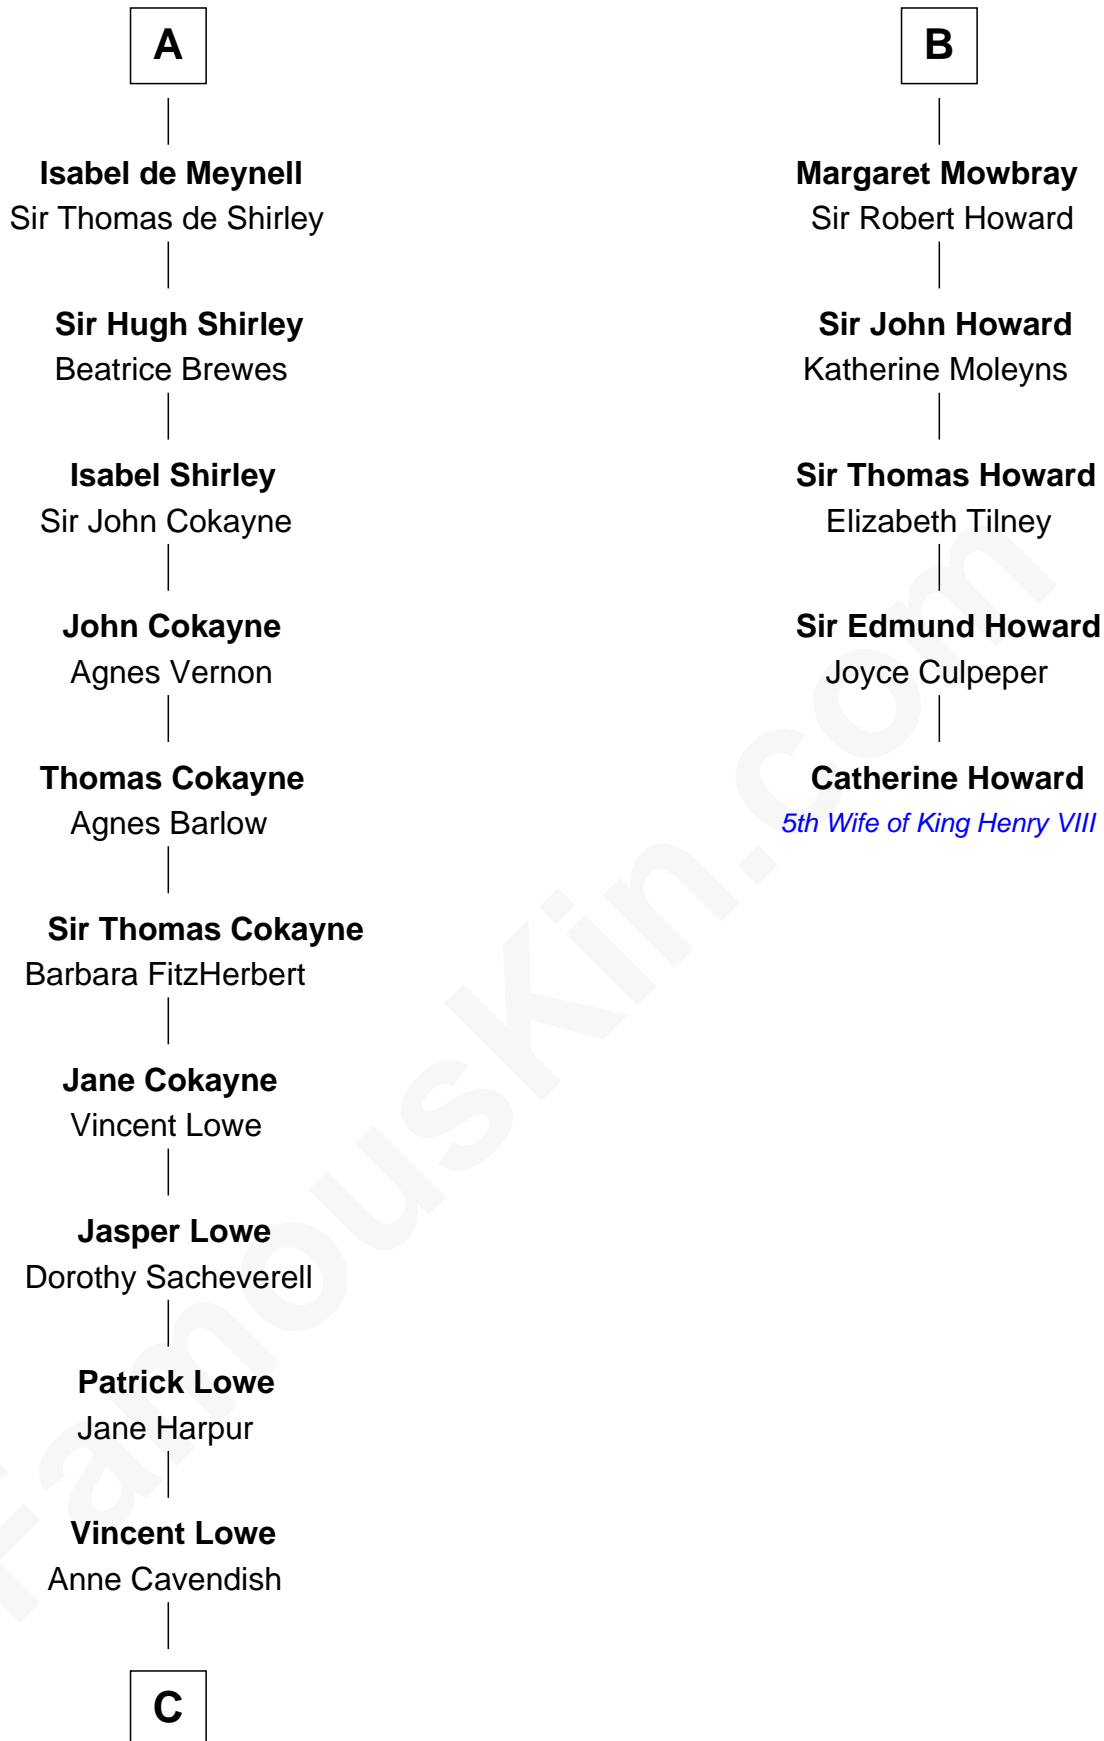 A
Isabel de Meynell
Sir Thomas de Shirley
Sir Hugh Shirley
Beatrice Brewes
Isabel Shirley
Sir John Cokayne
John Cokayne
Agnes Vernon
Thomas Cokayne
Agnes Barlow
Sir Thomas Cokayne
Barbara FitzHerbert
Jane Cokayne
Vincent Lowe
Jasper Lowe
Dorothy Sacheverell
Patrick Lowe
Jane Harpur
Vincent Lowe
Anne Cavendish
C
B
Margaret Mowbray
Sir Robert Howard
Sir John Howard
Katherine Moleyns
Sir Thomas Howard
Elizabeth Tilney
Sir Edmund Howard
Joyce Culpeper
Catherine Howard
5th Wife of King Henry VIII
FamousKin.com